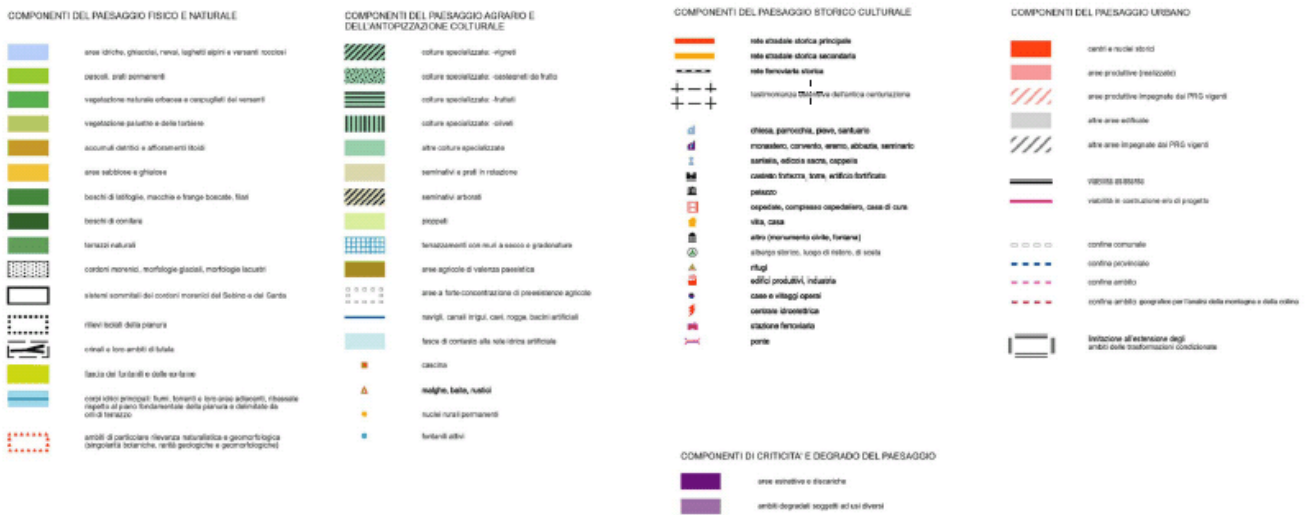 COMPONENTI DEL PAESAGGIO FISICO E NATURALE
aree idriche, ghiacciai, nevai, laghetti alpini e versanti rocciosi
pascoli, prati permanenti
vegetazione naturale erbacea e cespuglieti dei versanti
vegetazione palustre e delle torbiere
accumuli detritici e affioramenti litoidi
aree sabbiose e ghiaiose
boschi di latifoglie, macchie e frange boscate, filari
boschi di conifere
terrazzi naturali
cordoni morenici, morfologie glaciali, morfologie lacustri
sistemi sommitali dei cordoni morenici del Sebino e del Garda
rilievi isolati della pianura
crinali e loro ambiti di tutela
fascia dei fontanili e delle sorgive
corpi idrici principali: fiumi, torrenti e loro aree adiacenti, ribassate
rispetto al piano fondamentale della pianura e delimitate da
orli di terrazzo
ambiti di particolare rilevanza naturalistica e geomorfologica
(singolarità botaniche, rarità geologiche e geomorfologiche)
COMPONENTI DEL PAESAGGIO AGRARIO E
DELL'ANTOPIZZAZIONE COLTURALE
colture specializzate: -vigneti
colture specializzate: -castagneti da frutto
colture specializzate: -frutteti
colture specializzate: -oliveti
altre colture specializzate
seminativi e prati in rotazione
seminativi arborati
pioppeti
terrazzamenti con muri a secco e gradonature
aree agricole di valenza paesistica
aree a forte concentrazione di preesistenze agricole
navigli, canali irrigui, cavi, rogge, bacini artificiali
fasce di contesto alla rete idrica artificiale
cascina
malghe, baite, rustici
nuclei rurali permanenti
fontanili attivi
COMPONENTI DEL PAESAGGIO STORICO CULTURALE
rete stradale storica principale
rete stradale storica secondaria
rete ferroviaria storica
testimonianza estensiva dell'antica centuriazione
chiesa, parrocchia, pieve, santuario
monastero, convento, eremo, abbazia, seminario
santella, edicola sacra, cappella
castello fortezza, torre, edificio fortificato
palazzo
ospedale, complesso ospedaliero, casa di cura
villa, casa
altro (monumento civile, fontana)
albergo storico, luogo di ristoro, di sosta
rifugi
edifici produttivi, industria
case e villaggi operai
centrale idroelettrica
stazione ferroviaria
ponte
COMPONENTI DI CRITICITA' E DEGRADO DEL PAESAGGIO
aree estrattive e discariche
ambiti degradati soggetti ad usi diversi
COMPONENTI DEL PAESAGGIO URBANO
centri e nuclei storici
aree produttive (realizzate)
aree produttive impegnate dai PRG vigenti
altre aree edificate
altre aree impegnate dai PRG vigenti
viabilità esistente
viabilità in costruzione e/o di progetto
confine comunale
confine provinciale
confine ambito
confine ambito geografico per l'analisi della montagna e della collina
limitazione all'estensione degli
ambiti delle trasformazioni condizionate